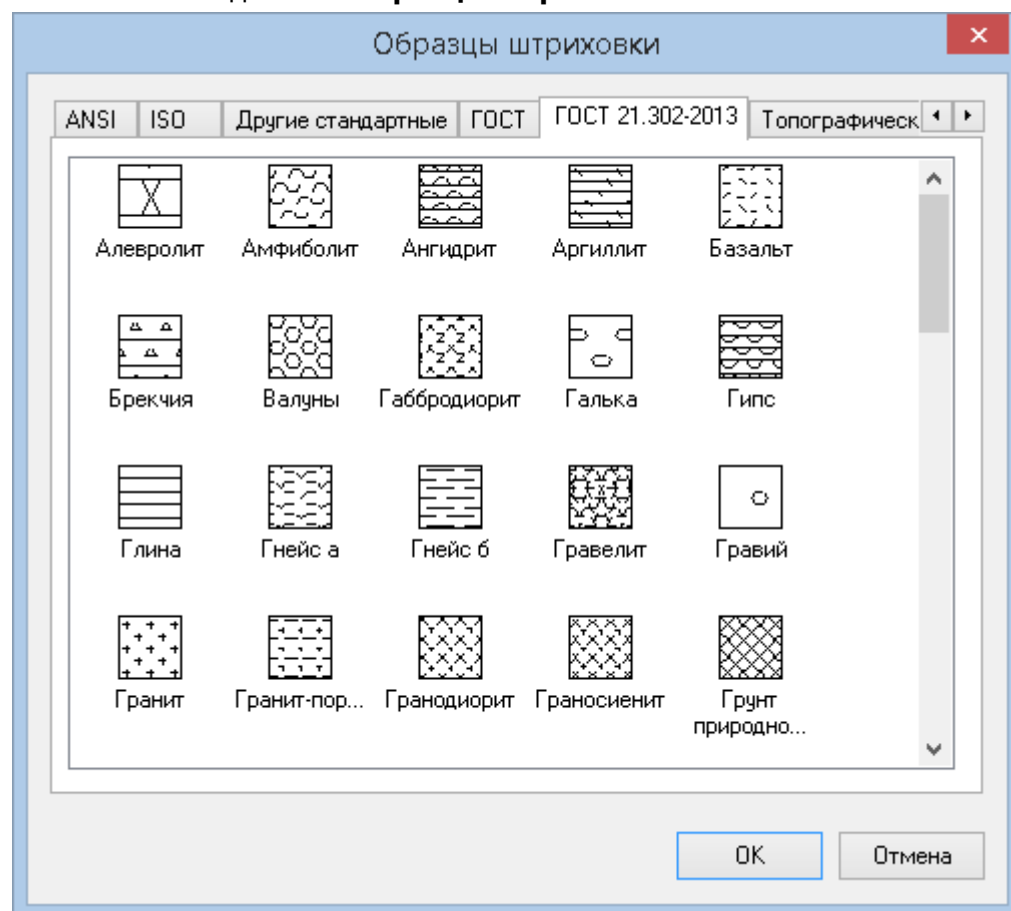 Образцы штриховки
ANSI ISO Другие стандартные ГОСТ ГОСТ 21.302-2013 Топографическ
Алевролит Амфиболит Ангидрит Аргиллит Базальт
Брекчия Валуны Габбродиорит Галька Гипс
Глина Гнейс а Гнейс б Гравелит Гравий
Гранит Гранит-пор... Гранодиорит Граносиенит Грунт
природно...
OK Отмена